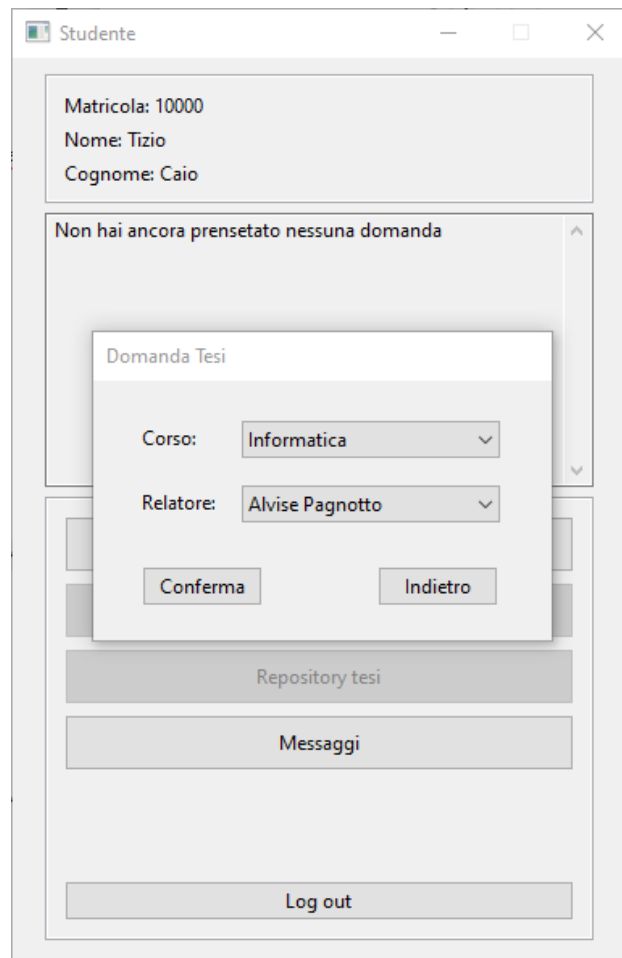 Studente
Matricola: 10000
Nome: Tizio
Cognome: Caio
Non hai ancora prensetato nessuna domanda
Domanda Tesi
Corso: Informatica
Relatore: Alvise Pagnotto
Conferma Indietro
Repository tesi
Messaggi
Log out